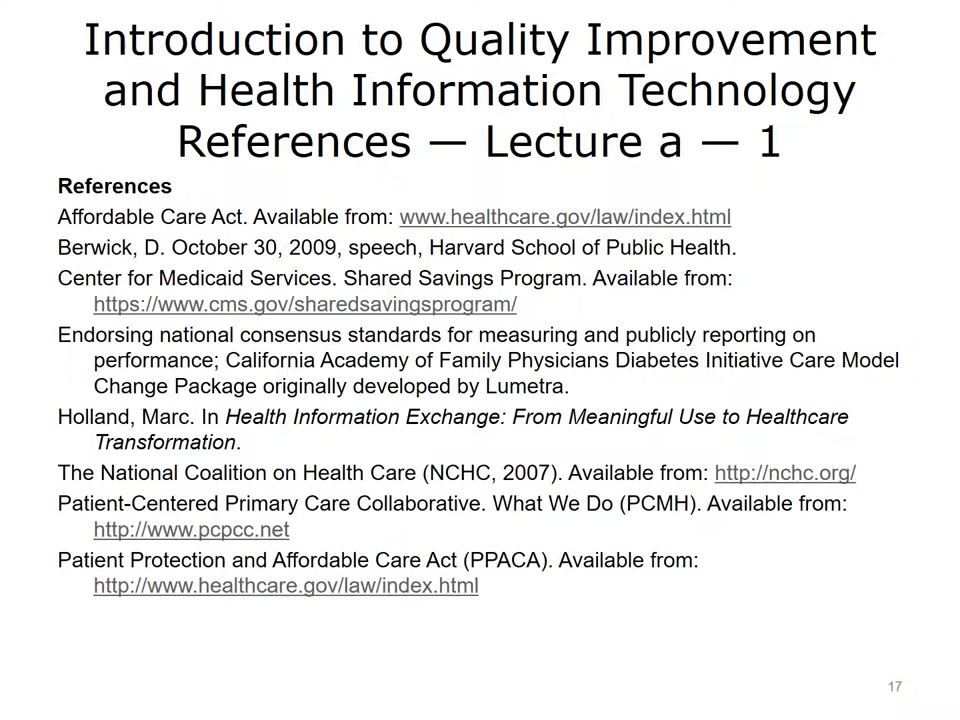 Introduction to Quality Improvement
and Health Information Technology
References — Lecture a — 1
References
Affordable Care Act. Available from: www.healthcare.gov/law/index.html
Berwick, D. October 30, 2009, speech, Harvard School of Public Health.
Center for Medicaid Services. Shared Savings Program. Available from:
https://www.cms.gov/sharedsavingsprogram/
Endorsing national consensus standards for measuring and publicly reporting on
performance; California Academy of Family Physicians Diabetes Initiative Care Model
Change Package originally developed by Lumetra.
Holland, Marc. In Health Information Exchange: From Meaningful Use to Healthcare
Transformation.
The National Coalition on Health Care (NCHC, 2007). Available from: http://nchc.org/
Patient-Centered Primary Care Collaborative. What We Do (PCMH). Available from:
http://www.pcpcc.net
Patient Protection and Affordable Care Act (PPACA). Available from:
http://www.healthcare.gov/law/index.html
17